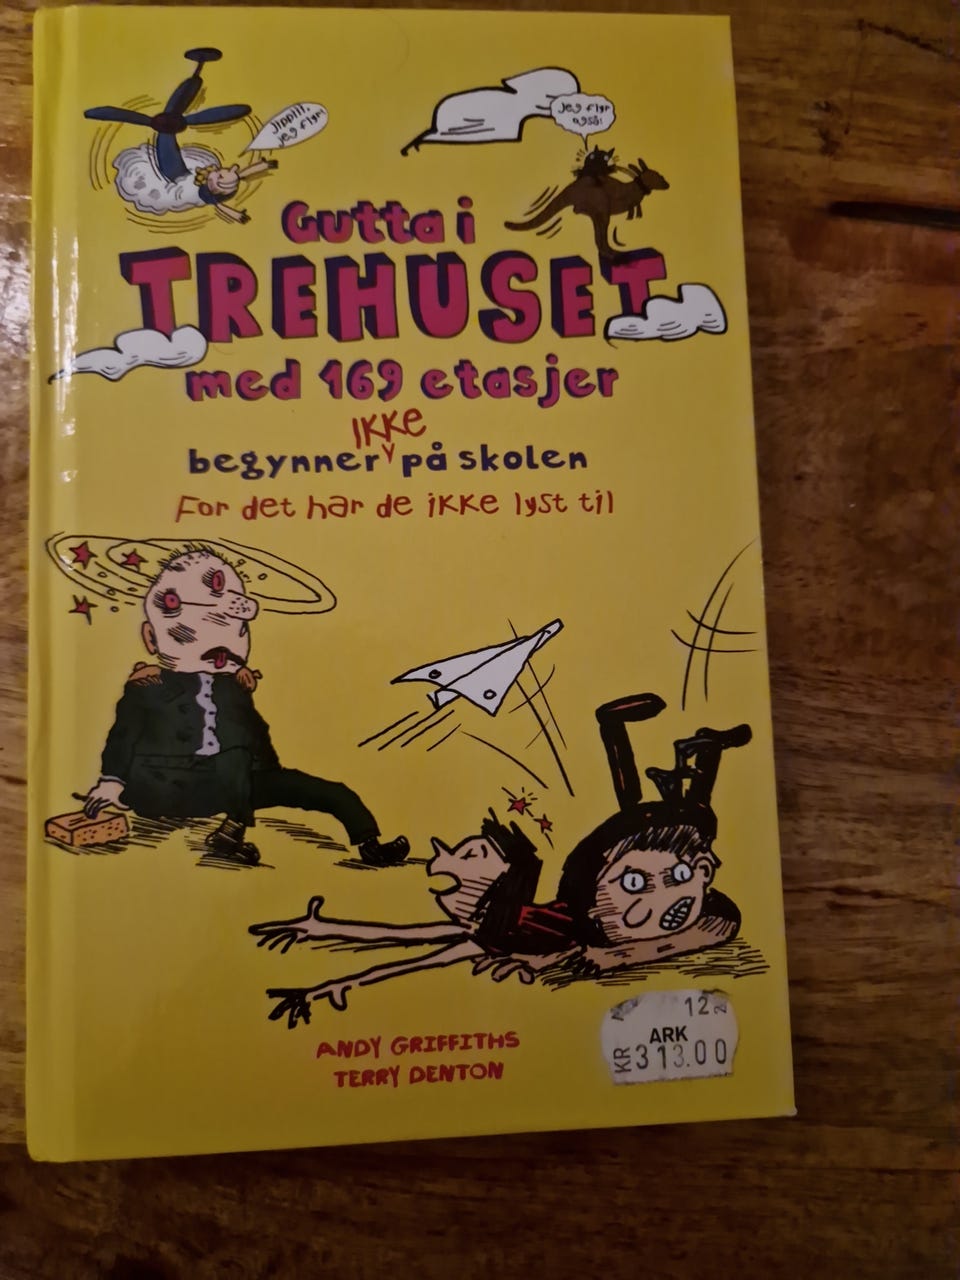 Jippiii,
jeg flyr!
Jeg flyr
også!
Gutta i
TREHUSET
med 169 etasjer
IKKE
begynner på skolen
For det har de ikke lyst til
ANDY GRIFFITHS
TERRY DENTON
12
ARK
KR 313.00